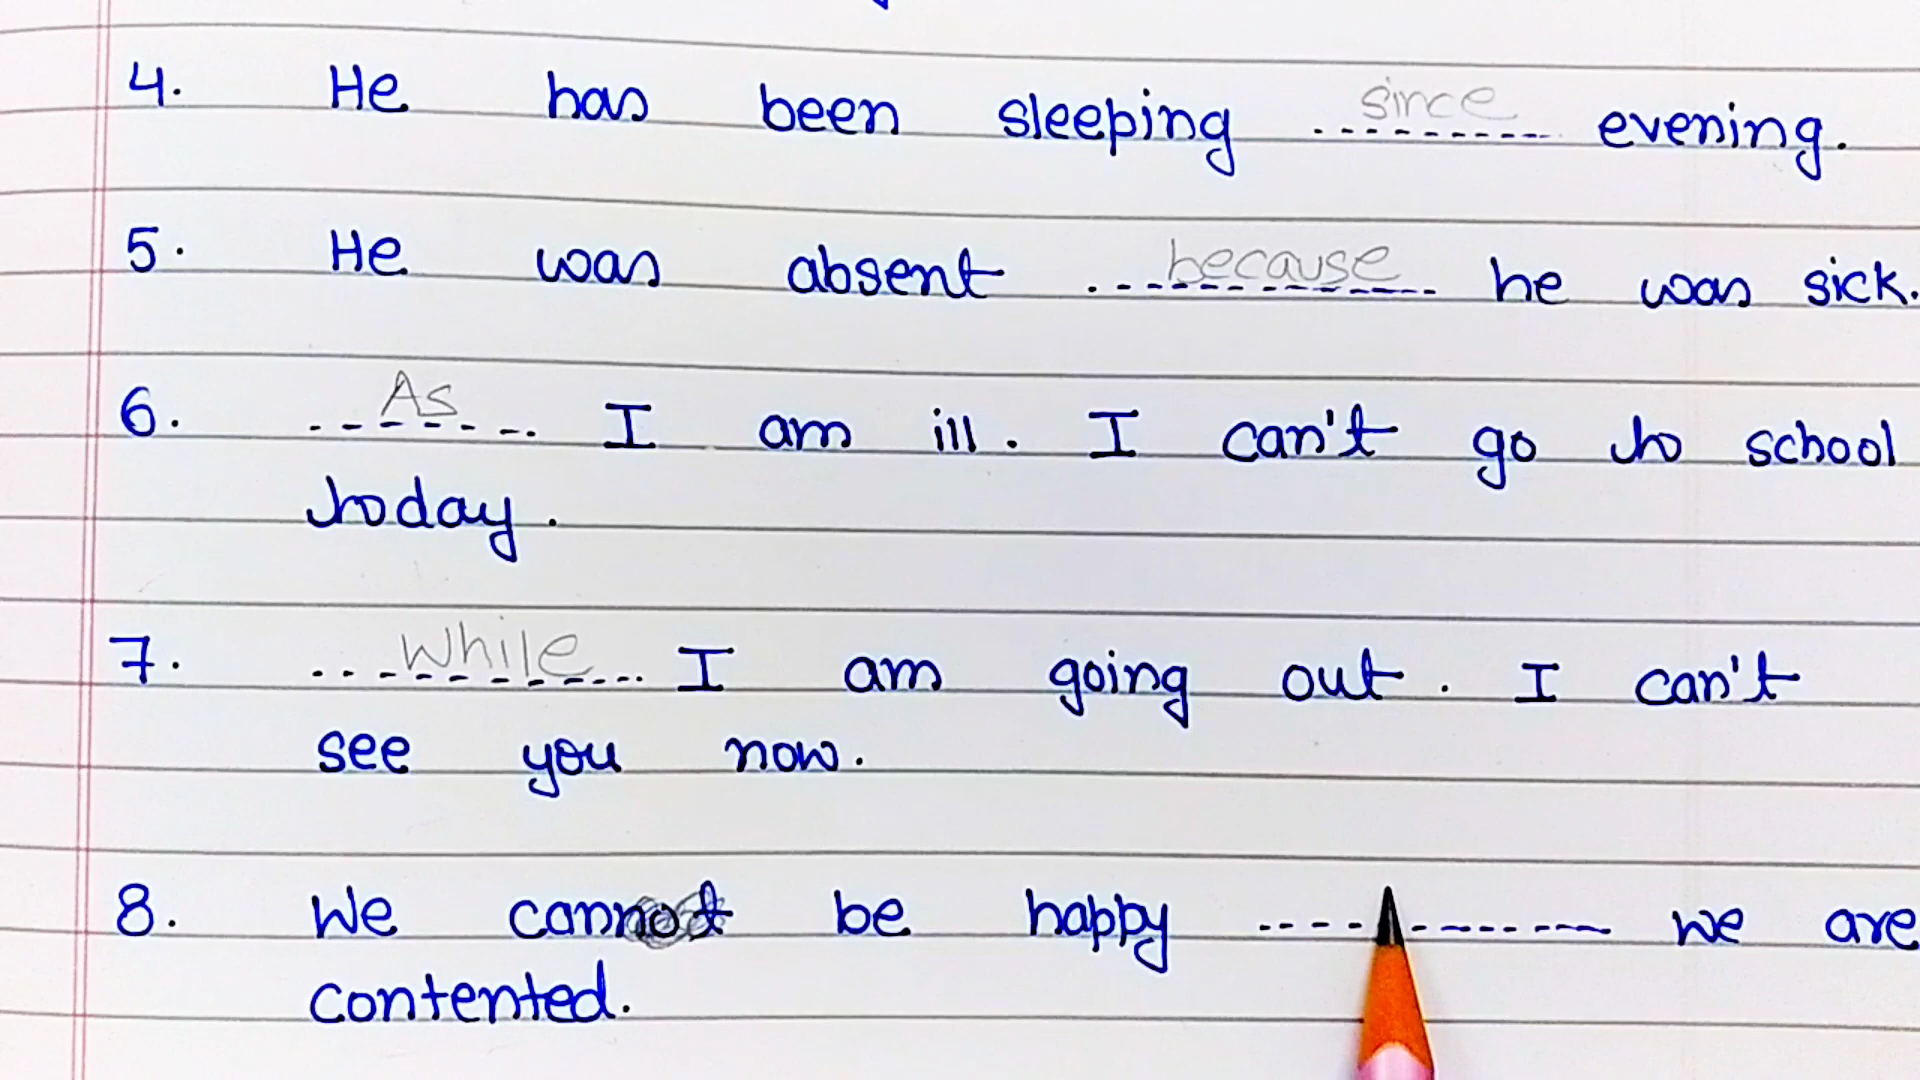 4. He has been sleeping since evening.
5. He was absent because he was sick.
6. As I am ill. I can't go to school
today.
7. While I am going out. I can't
see you now.
8. We cannot be happy ------------ we are
contented.